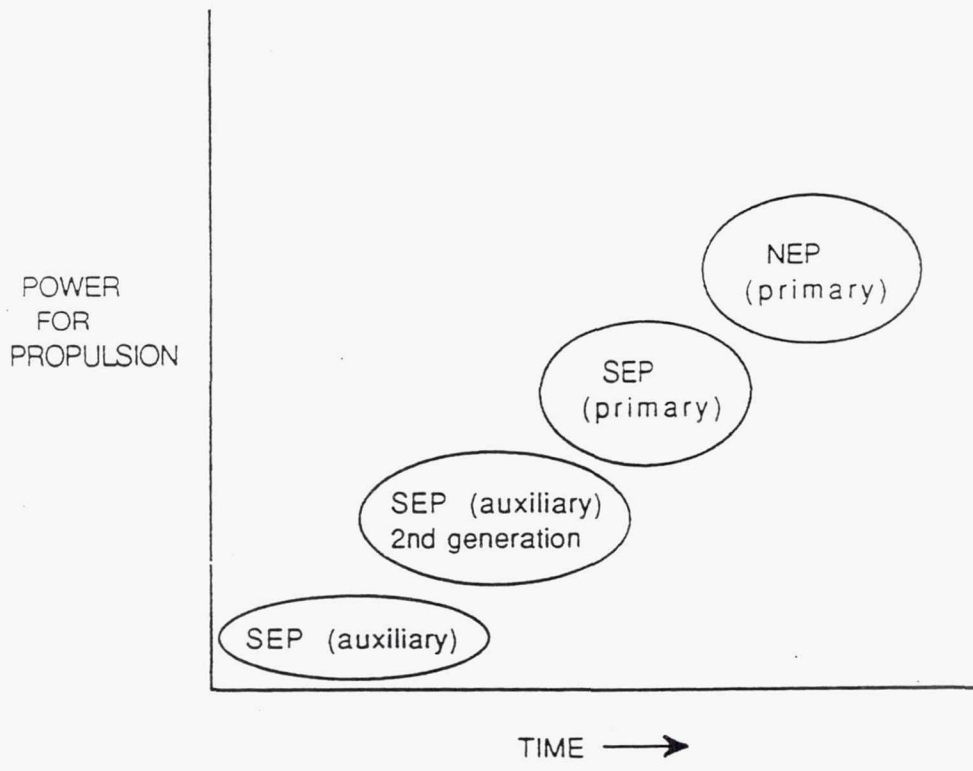 POWER
FOR
PROPULSION
NEP
(primary)
SEP
(primary)
SEP (auxiliary)
2nd generation
SEP (auxiliary)
TIME